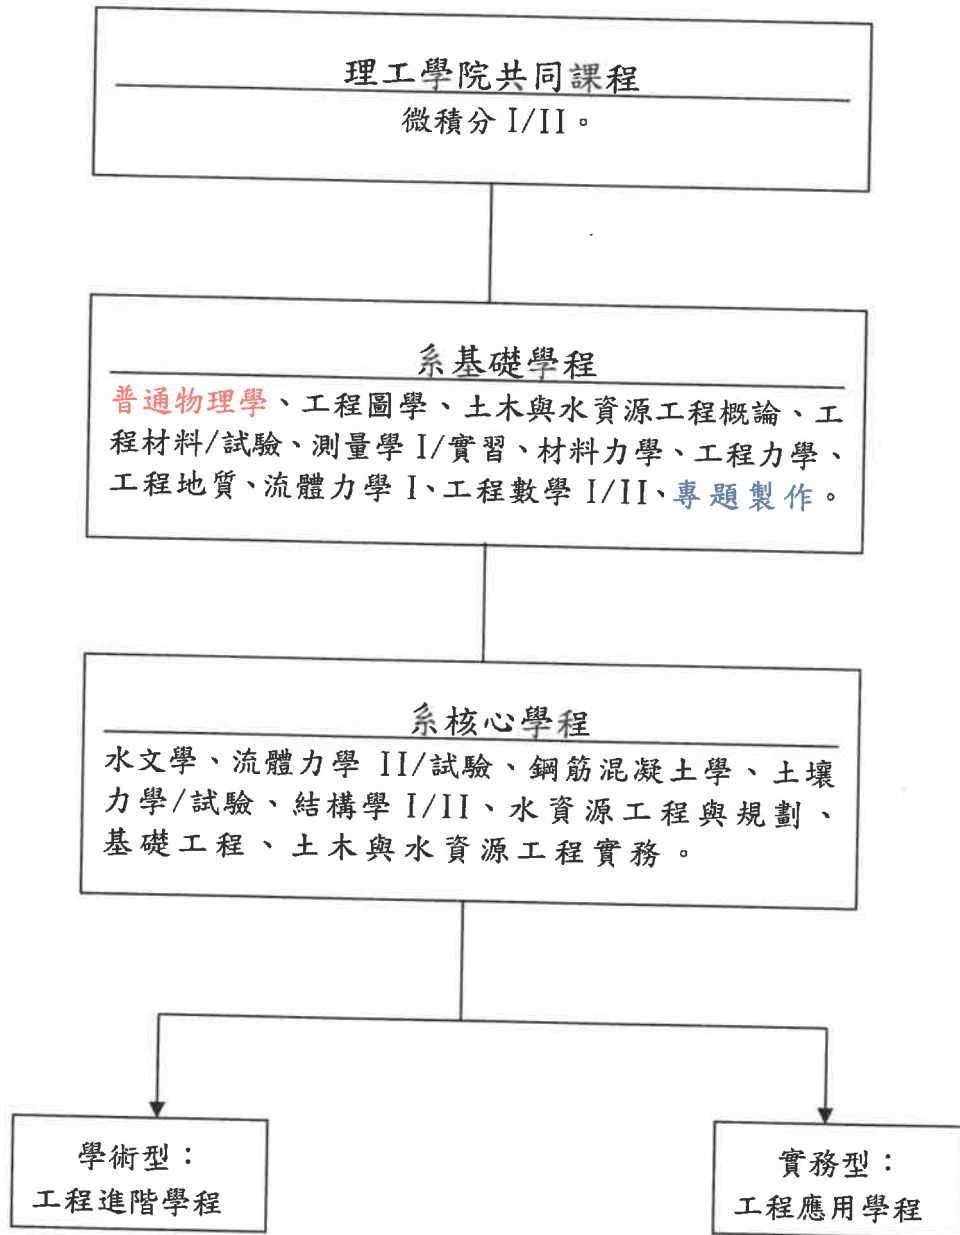 理工學院共同課程
微積分 I/II。
系基礎學程
普通物理學、工程圖學、土木與水資源工程概論、工
程材料/試驗、測量學 I/實習、材料力學、工程力學、
工程地質、流體力學 I、工程數學 I/II、專題製作。
系核心學程
水文學、流體力學 II/試驗、鋼筋混凝土學、土壤
力學/試驗、結構學 I/II、水資源工程與規劃、
基礎工程、土木與水資源工程實務。
學術型：
工程進階學程
實務型：
工程應用學程